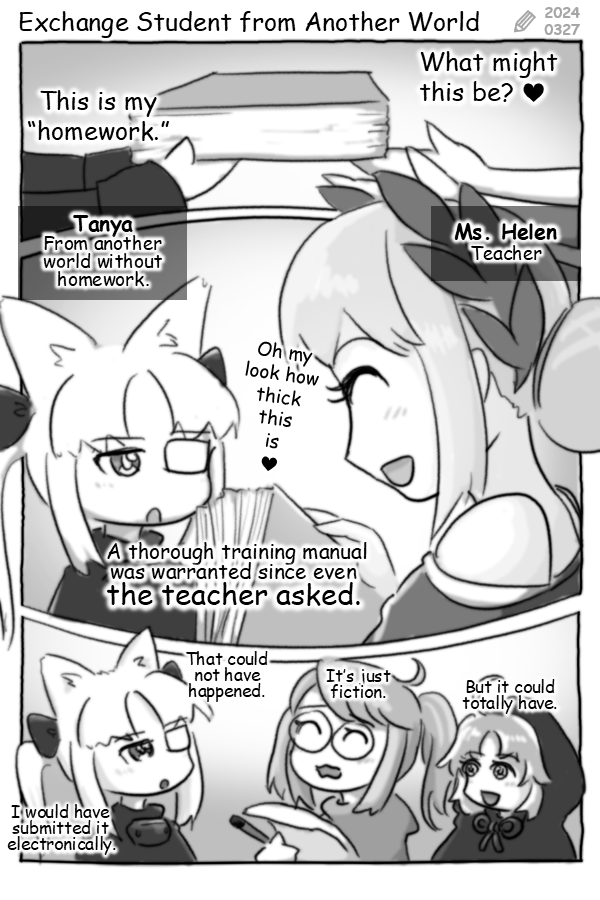 Exchange Student from Another World
2024
0327
What might
this be? ♥
This is my
“homework.”
Tanya
From another
world without
homework.
Ms. Helen
Teacher
Oh my
look how
thick
this
is
♥
A thorough training manual
was warranted since even
the teacher asked.
That could
not have
happened.
It's just
fiction.
But it could
totally have.
I would have
submitted it
electronically.